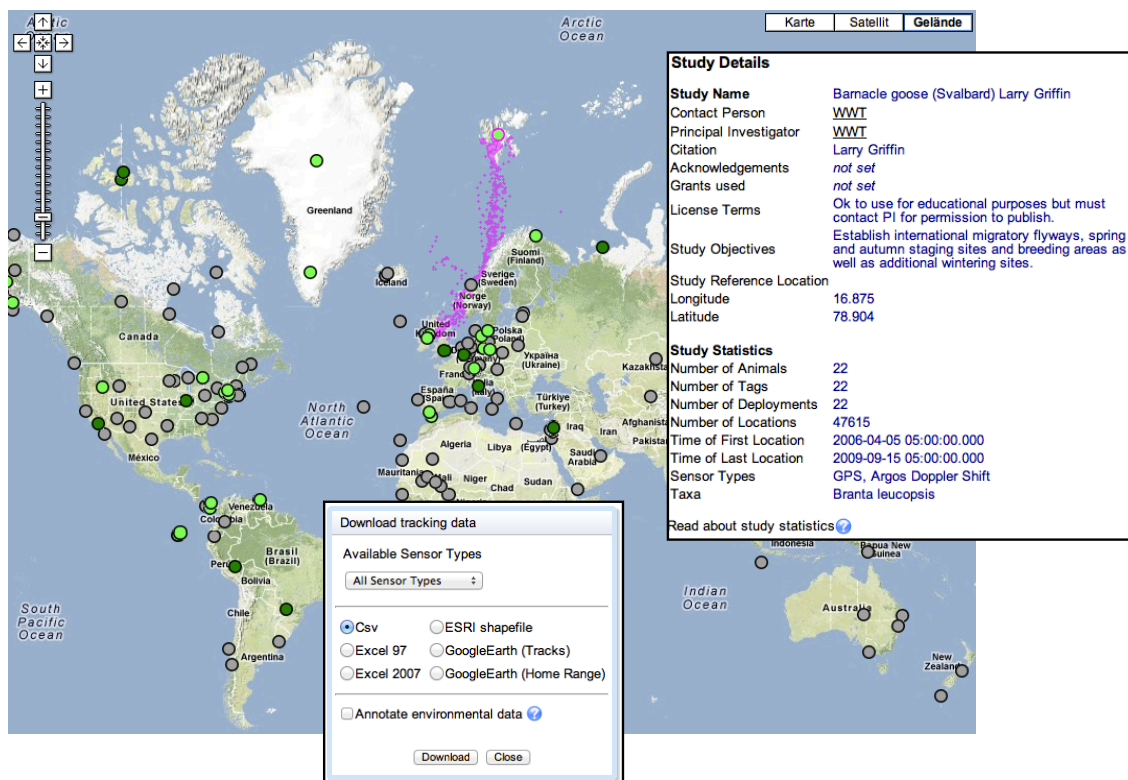 Arctic
Ocean
Arctic
Ocean
Karte
Satellit
Gelände
Greenland
Iceland
Suomi
(Finland)
Sverige
(Sweden)
Norge
(Norway)
United
Kingdom
Polska
(Poland)
Україна
(Ukraine)
Kazakhst
Canada
United States
North
Atlantic
Ocean
España
(Spain)
Italia
(Italy)
Türkiye
(Turkey)
Iraq
Iran
Afghanistan
Pakistan
México
Algeria
Libya
(Egypt)
Saudi
Arabia
Mauritania
Mali
Niger
Chad
Sudan
Venezuela
Colombia
Brasil
(Brazil)
Peru
Bolivia
Chile
Argentina
South
Pacific
Ocean
Indian
Ocean
Indonesia
Papua New
Guinea
Australia
New
Zealand
Study Details
Study Name Barnacle goose (Svalbard) Larry Griffin
Contact Person WWT
Principal Investigator WWT
Citation Larry Griffin
Acknowledgements not set
Grants used not set
License Terms Ok to use for educational purposes but must
contact PI for permission to publish.
Study Objectives Establish international migratory flyways, spring
and autumn staging sites and breeding areas as
well as additional wintering sites.
Study Reference Location
Longitude 16.875
Latitude 78.904
Study Statistics
Number of Animals 22
Number of Tags 22
Number of Deployments 22
Number of Locations 47615
Time of First Location 2006-04-05 05:00:00.000
Time of Last Location 2009-09-15 05:00:00.000
Sensor Types GPS, Argos Doppler Shift
Taxa Branta leucopsis
Read about study statistics ?
Download tracking data
Available Sensor Types
All Sensor Types
Csv ESRI shapefile
Excel 97 GoogleEarth (Tracks)
Excel 2007 GoogleEarth (Home Range)
Annotate environmental data ?
Download Close